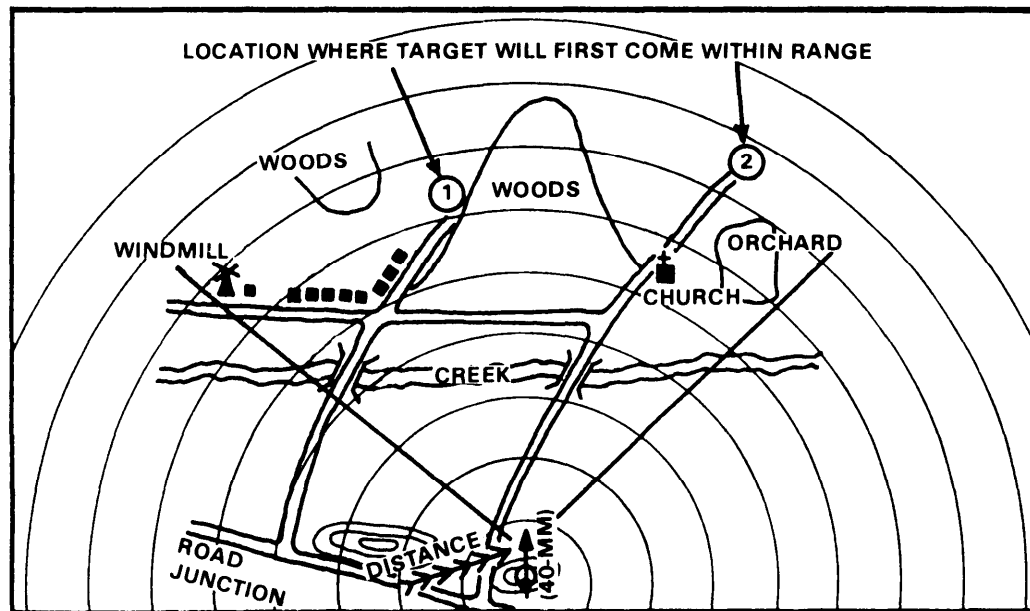 LOCATION WHERE TARGET WILL FIRST COME WITHIN RANGE
WOODS
1
WOODS
2
WINDMILL
ORCHARD
CHURCH
CREEK
ROAD
JUNCTION
DISTANCE
(40-MM)